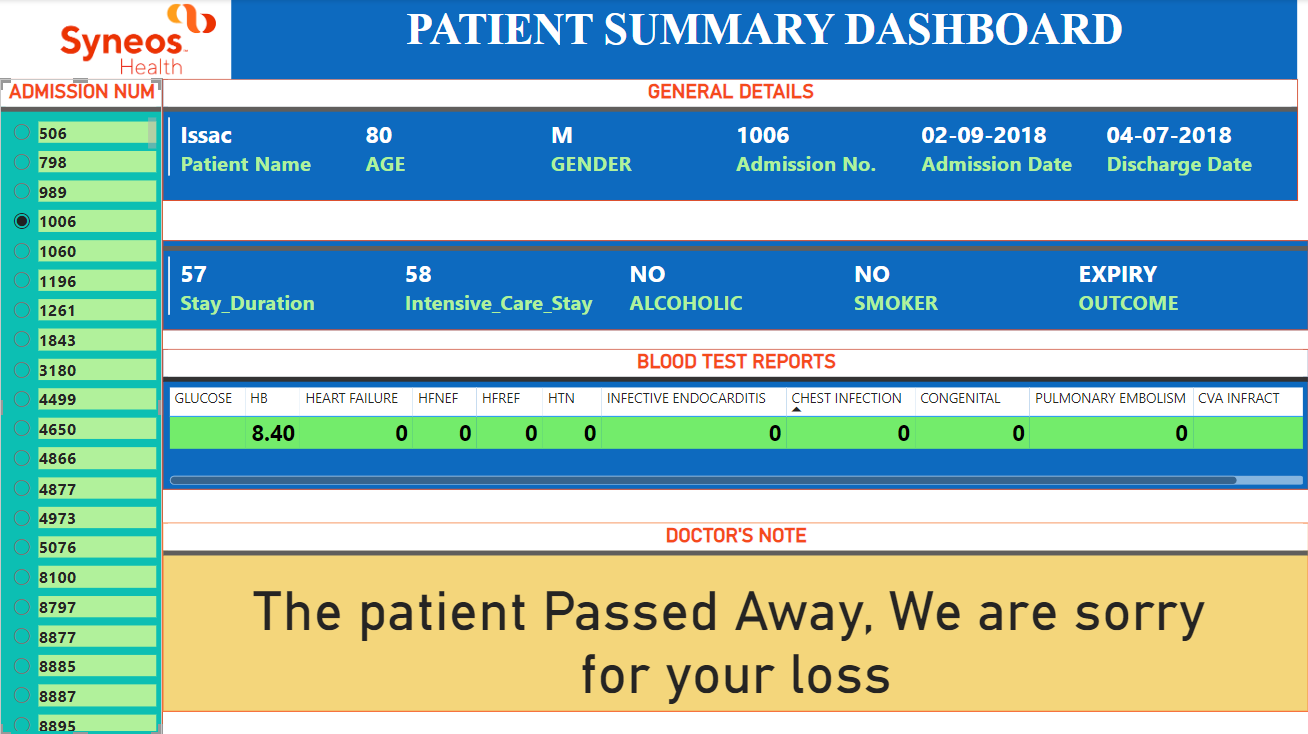 Syneos
Health
PATIENT SUMMARY DASHBOARD
ADMISSION NUM
506
798
989
1006
1060
1196
1261
1843
3180
4499
4650
4866
4877
4973
5076
8100
8797
8877
8885
8887
8895
GENERAL DETAILS
Issac 80 M 1006 02-09-2018 04-07-2018
Patient Name AGE GENDER Admission No. Admission Date Discharge Date
57 58 NO NO EXPIRY
Stay_Duration Intensive_Care_Stay ALCOHOLIC SMOKER OUTCOME
BLOOD TEST REPORTS
GLUCOSE HB HEART FAILURE HFNEF HFREF HTN INFECTIVE ENDOCARDITIS CHEST INFECTION CONGENITAL PULMONARY EMBOLISM CVA INFRACT
8.40 0 0 0 0 0 0 0 0
DOCTOR'S NOTE
The patient Passed Away, We are sorry
for your loss